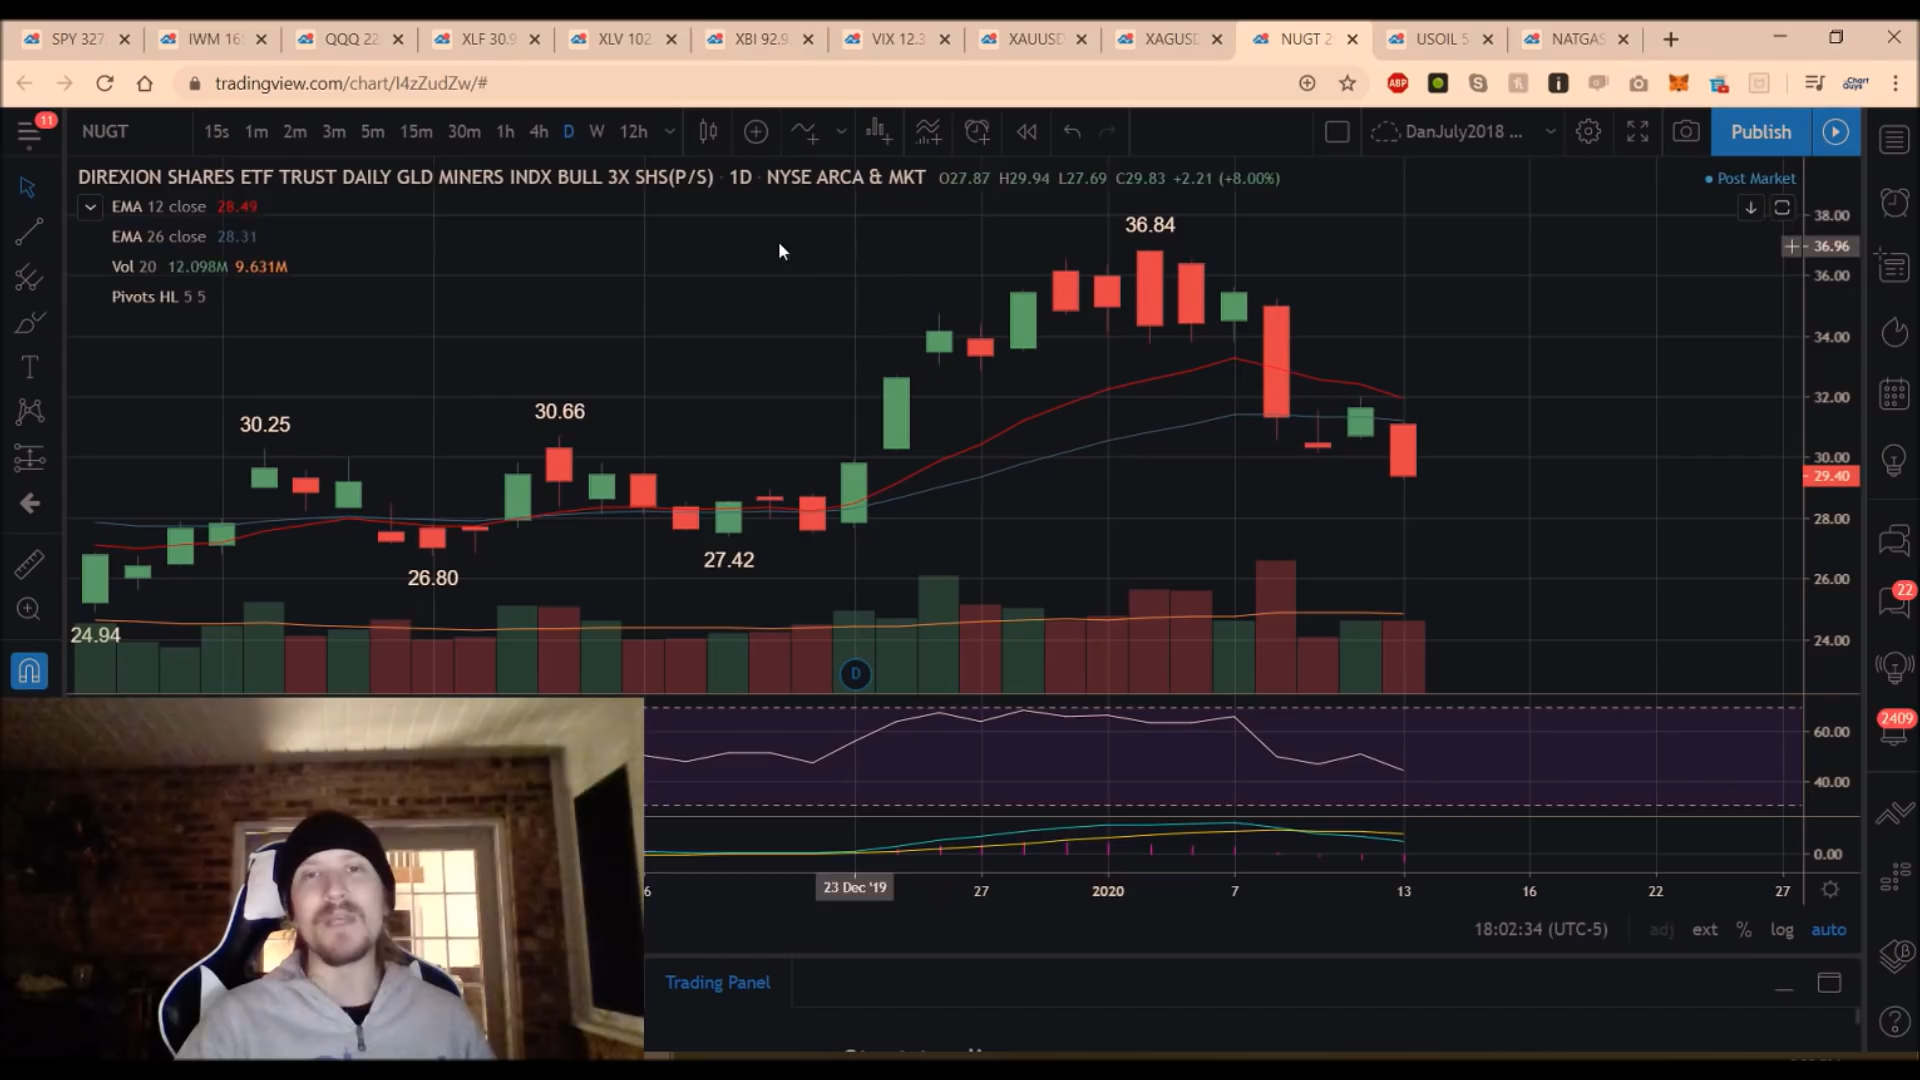 SPY 327. IWM 16 QQQ 22 XLF 30.9 XLV 102. XBI 92.9 VIX 12.3 XAUUSD XAGUSD NUGT 2 USOIL 5 NATGAS
tradingview.com/chart/I4zZudZw/#
ABP
11 NUGT 15s 1m 2m 3m 5m 15m 30m 1h 4h D W 12h DanJuly2018 ... Publish
DIREXION SHARES ETF TRUST DAILY GLD MINERS INDX BULL 3X SHS(P/S) · 1D · NYSE ARCA & MKT O27.87 H29.94 L27.69 C29.83 +2.21 (+8.00%) Post Market
EMA 12 close 28.49
EMA 26 close 28.31
Vol 20 12.098M 9.631M
Pivots HL 5 5
36.84
30.25
30.66
26.80
27.42
24.94
D
38.00
36.96
36.00
34.00
32.00
30.00
29.40
28.00
26.00
24.00
60.00
40.00
0.00
22
2409
6 23 Dec '19 27 2020 7 13 16 22 27
18:02:34 (UTC-5) adj ext % log auto
Trading Panel